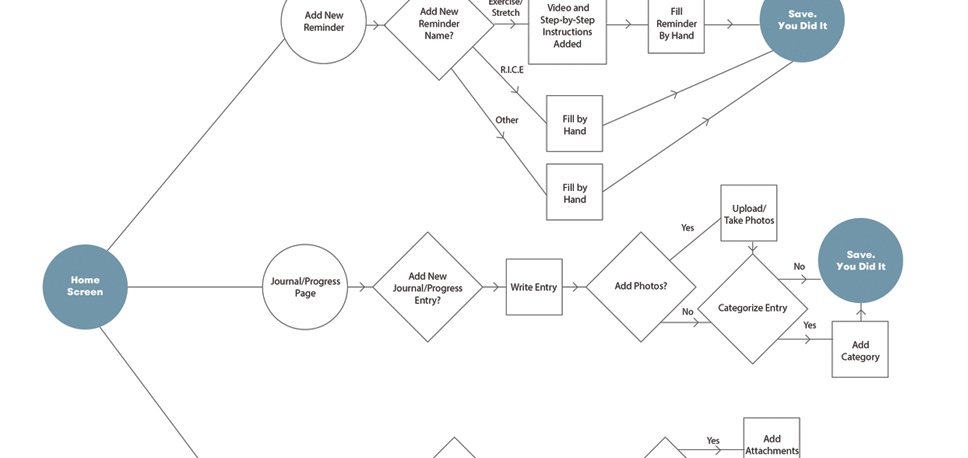 Exercise/
Stretch
Add New
Reminder
Add New
Reminder
Name?
Video and
Step-by-Step
Instructions
Added
Fill
Reminder
By Hand
Save.
You Did It
R.I.C.E
Fill by
Hand
Other
Fill by
Hand
Home
Screen
Journal/Progress
Page
Add New
Journal/Progress
Entry?
Write Entry
Add Photos?
Yes
Upload/
Take Photos
No
Categorize Entry
No
Save.
You Did It
Yes
Add
Category
Yes
Add
Attachments